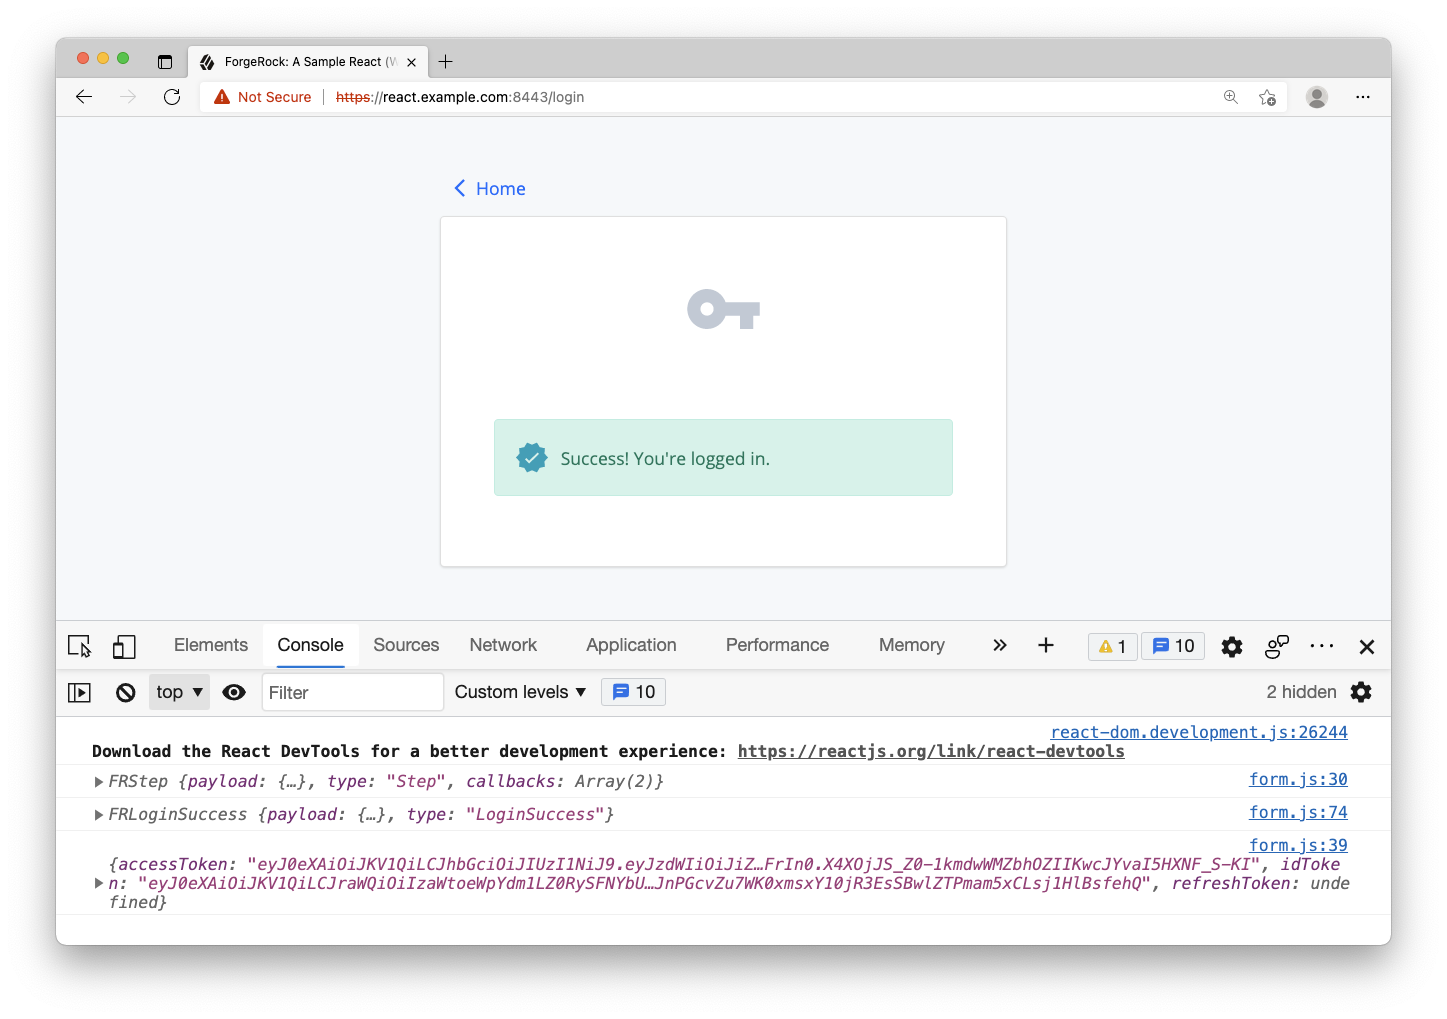 ForgeRock: A Sample React (
Not Secure | https://react.example.com:8443/login
Home
Success! You're logged in.
Elements Console Sources Network Application Performance Memory 1 10
top Filter Custom levels 10 2 hidden
react-dom.development.js:26244
Download the React DevTools for a better development experience: https://reactjs.org/link/react-devtools
FRStep {payload: {…}, type: "Step", callbacks: Array(2)} form.js:30
FRLoginSuccess {payload: {…}, type: "LoginSuccess"} form.js:74
form.js:39
{accessToken: "eyJ0eXAiOiJKV1QiLCJhbGciOiJIUzI1NiJ9.eyJzdWIiOiJiZ…FrIn0.X4XOjJS_Z0-1kmdwWMZbhOZIIKwcJYvaI5HXNF_S-KI", idToke
n: "eyJ0eXAiOiJKV1QiLCJraWQiOiIzaWtoeWpYdm1LZ0RySFNYbU…JnPGcvZu7WK0xmsxY10jR3EsSBwlZTPmam5xCLsj1HlBsfehQ", refreshToken: unde
fined}